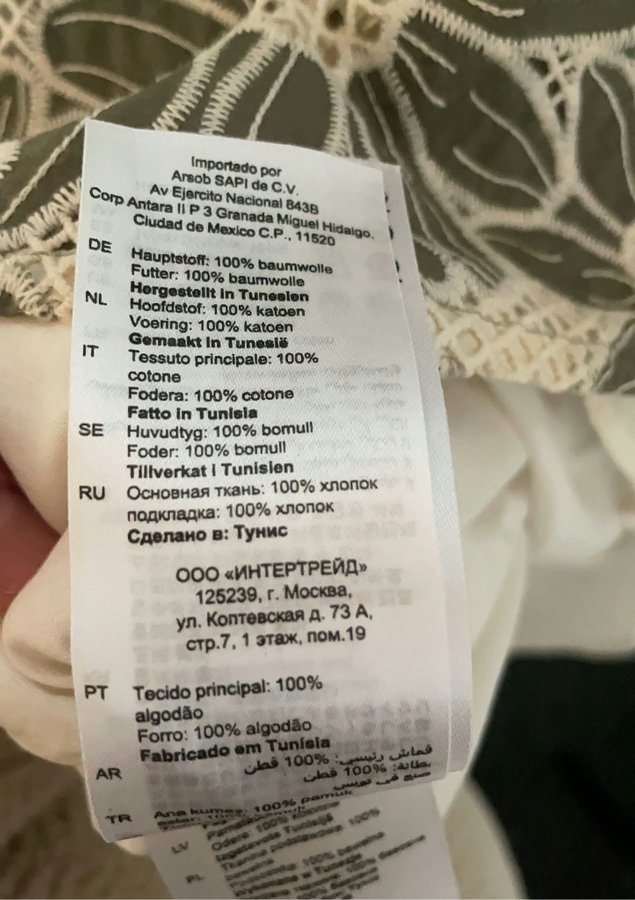 Importado por
Arsob SAPI de C.V.
Av Ejercito Nacional 843B
Corp Antara II P 3 Granada Miguel Hidalgo.
Ciudad de Mexico C.P., 11520
DE Hauptstoff: 100% baumwolle
Futter: 100% baumwolle
Hergestellt in Tunesien
NL Hoofdstof: 100% katoen
Voering: 100% katoen
Gemaakt in Tunesië
IT Tessuto principale: 100%
cotone
Fodera: 100% cotone
Fatto in Tunisia
SE Huvudtyg: 100% bomull
Foder: 100% bomull
Tillverkat i Tunisien
RU Основная ткань: 100% хлопок
подкладка: 100% хлопок
Сделано в: Тунис
ООО «ИНТЕРТРЕЙД»
125239, г. Москва,
ул. Коптевская д. 73 А,
стр.7, 1 этаж, пом.19
PT Tecido principal: 100%
algodão
Forro: 100% algodão
Fabricado em Tunísia
AR قماش رئيسي: 100% قطن
بطانة: 100% قطن
صنع في تونس
TR Ana kumaş: 100% pamuk
LV
PL